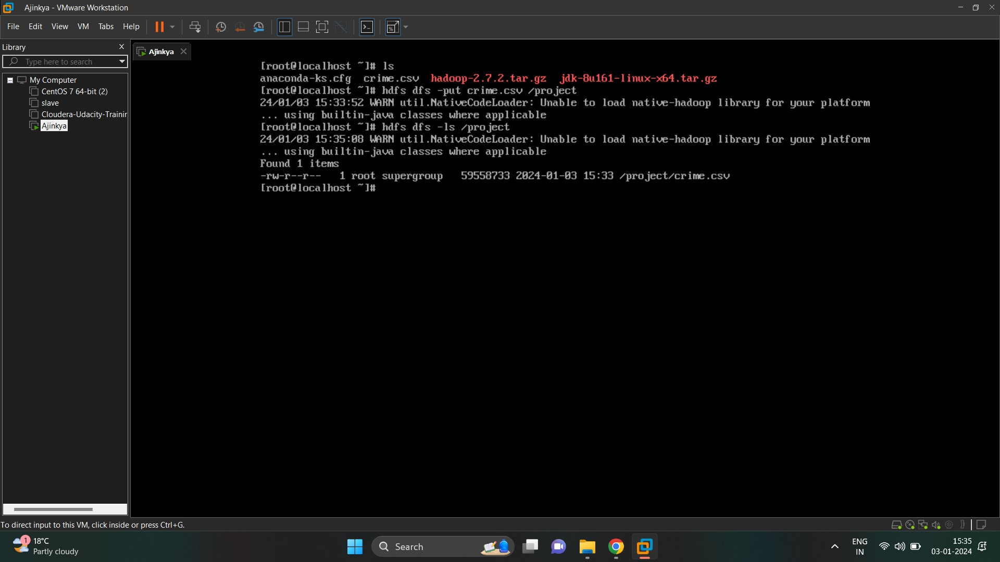 Ajinkya - VMware Workstation
File Edit View VM Tabs Help
Library
Type here to search
My Computer
CentOS 7 64-bit (2)
slave
Cloudera-Udacity-Trainir
Ajinkya
Ajinkya
[root@localhost ~]# ls
anaconda-ks.cfg  crime.csv  hadoop-2.7.2.tar.gz  jdk-8u161-linux-x64.tar.gz
[root@localhost ~]# hdfs dfs -put crime.csv /project
24/01/03 15:33:52 WARN util.NativeCodeLoader: Unable to load native-hadoop library for your platform
... using builtin-java classes where applicable
[root@localhost ~]# hdfs dfs -ls /project
24/01/03 15:35:08 WARN util.NativeCodeLoader: Unable to load native-hadoop library for your platform
... using builtin-java classes where applicable
Found 1 items
-rw-r--r--   1 root supergroup   59558733 2024-01-03 15:33 /project/crime.csv
[root@localhost ~]#
To direct input to this VM, click inside or press Ctrl+G.
1
18°C
Partly cloudy
Search
ENG
IN
15:35
03-01-2024